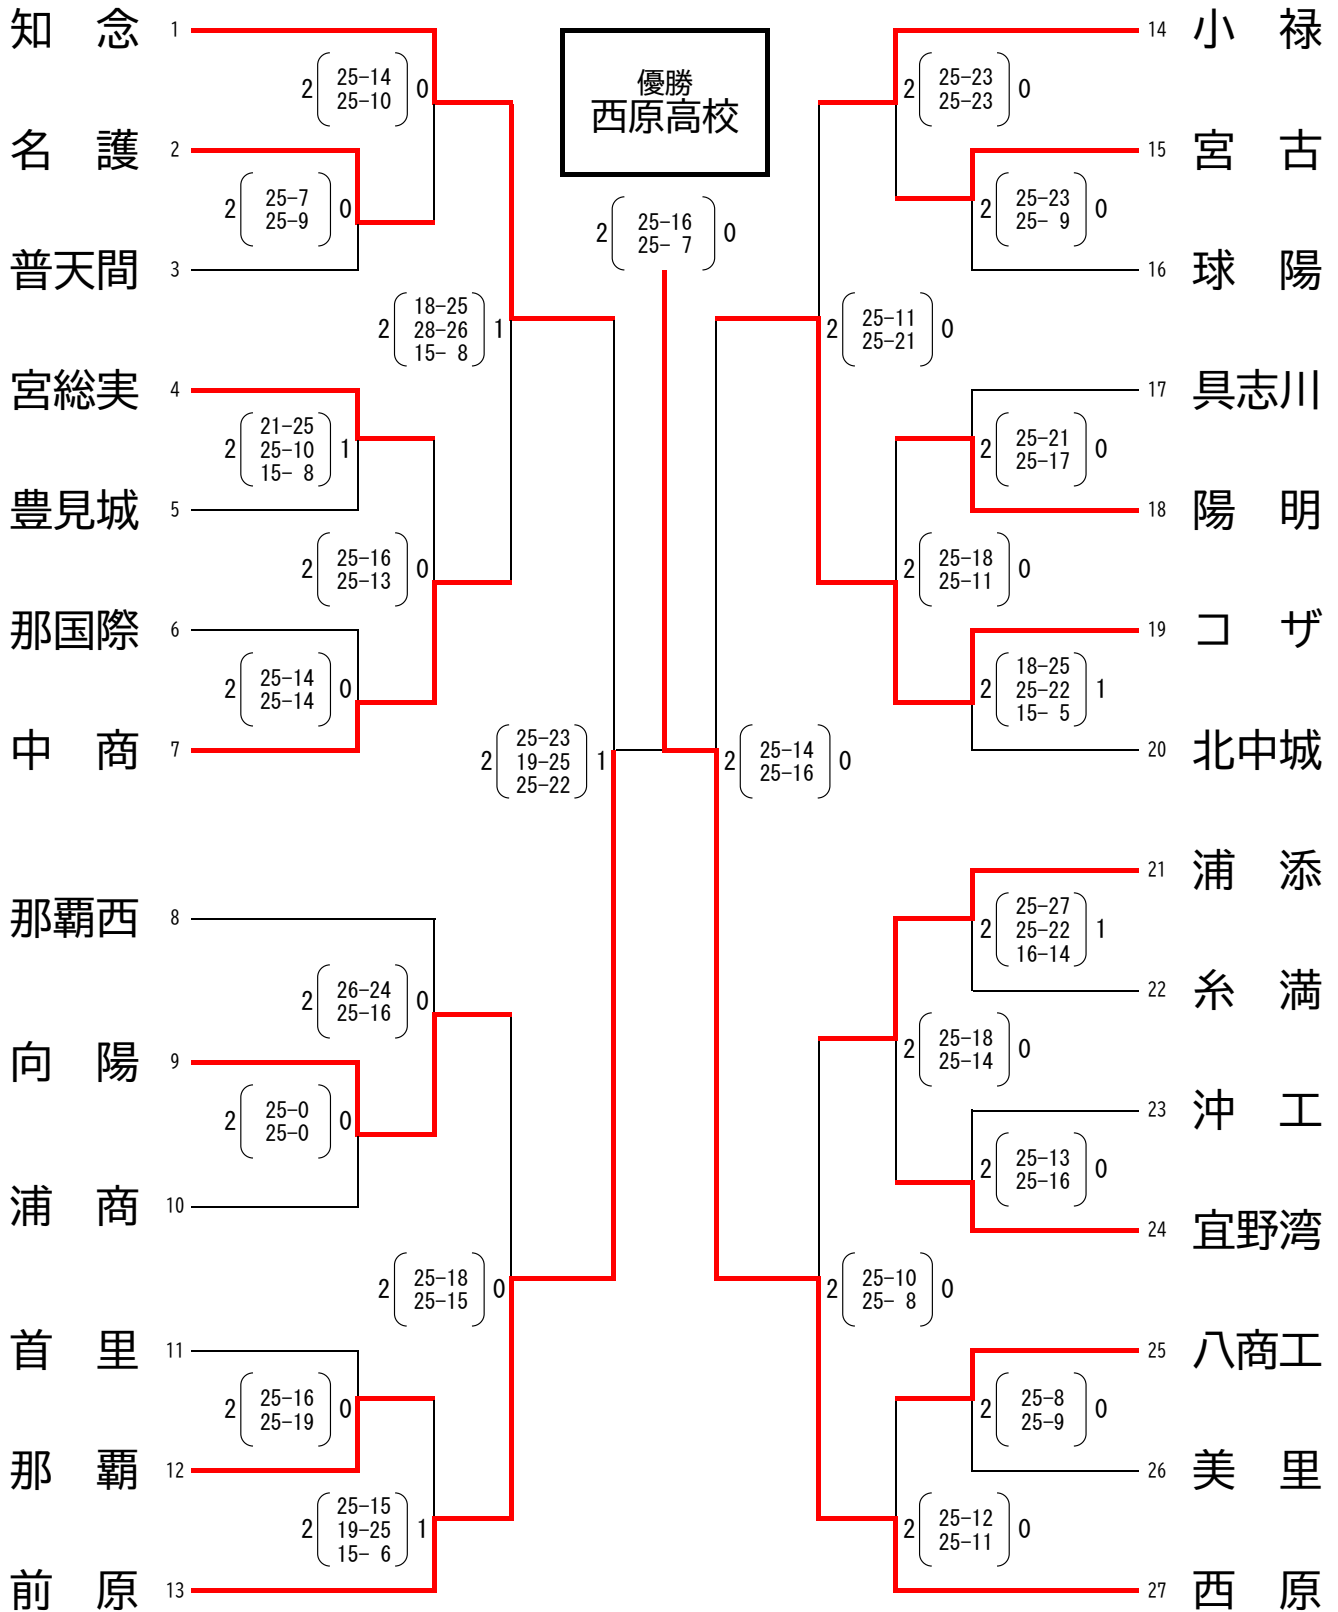 優勝
西原高校
2 25-16 0
25- 7
知　念 1
2 25-14 0
25-10
名　護 2
2 25-7 0
25-9
普天間 3
18-25
2 28-26 1
15- 8
宮総実 4
21-25
2 25-10 1
15- 8
豊見城 5
2 25-16 0
25-13
那国際 6
2 25-14 0
25-14
中　商 7
25-23
2 19-25 1
25-22
那覇西 8
2 26-24 0
25-16
向　陽 9
2 25-0 0
25-0
浦　商 10
2 25-18 0
25-15
首　里 11
2 25-16 0
25-19
那　覇 12
25-15
2 19-25 1
15- 6
前　原 13
14 小　禄
2 25-23 0
25-23
15 宮　古
2 25-23 0
25- 9
16 球　陽
2 25-11 0
25-21
17 具志川
2 25-21 0
25-17
18 陽　明
2 25-18 0
25-11
19 コ　ザ
18-25
2 25-22 1
15- 5
20 北中城
2 25-14 0
25-16
21 浦　添
25-27
2 25-22 1
16-14
22 糸　満
2 25-18 0
25-14
23 沖　工
2 25-13 0
25-16
24 宜野湾
2 25-10 0
25- 8
25 八商工
2 25-8 0
25-9
26 美　里
2 25-12 0
25-11
27 西　原